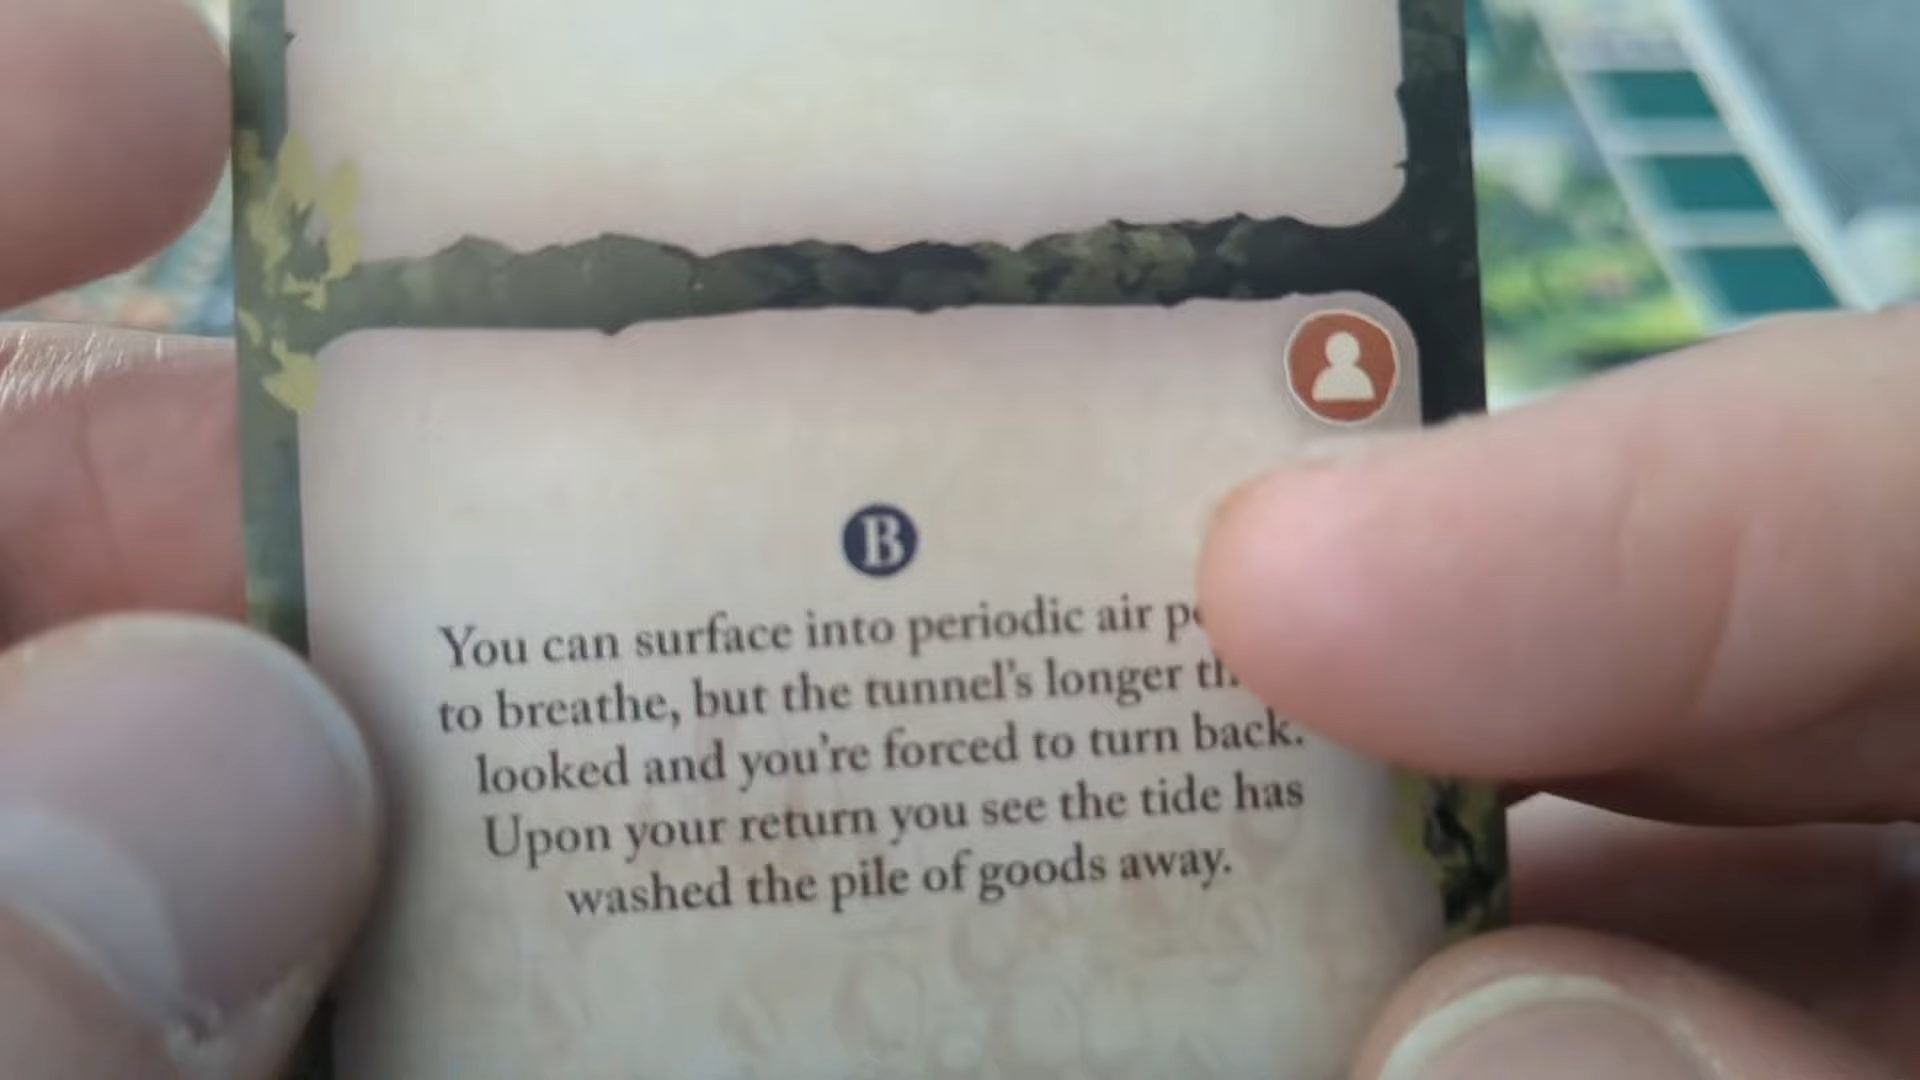 B
You can surface into periodic air
to breathe, but the tunnel's longer
looked and you're forced to turn back.
Upon your return you see the tide has
washed the pile of goods away.